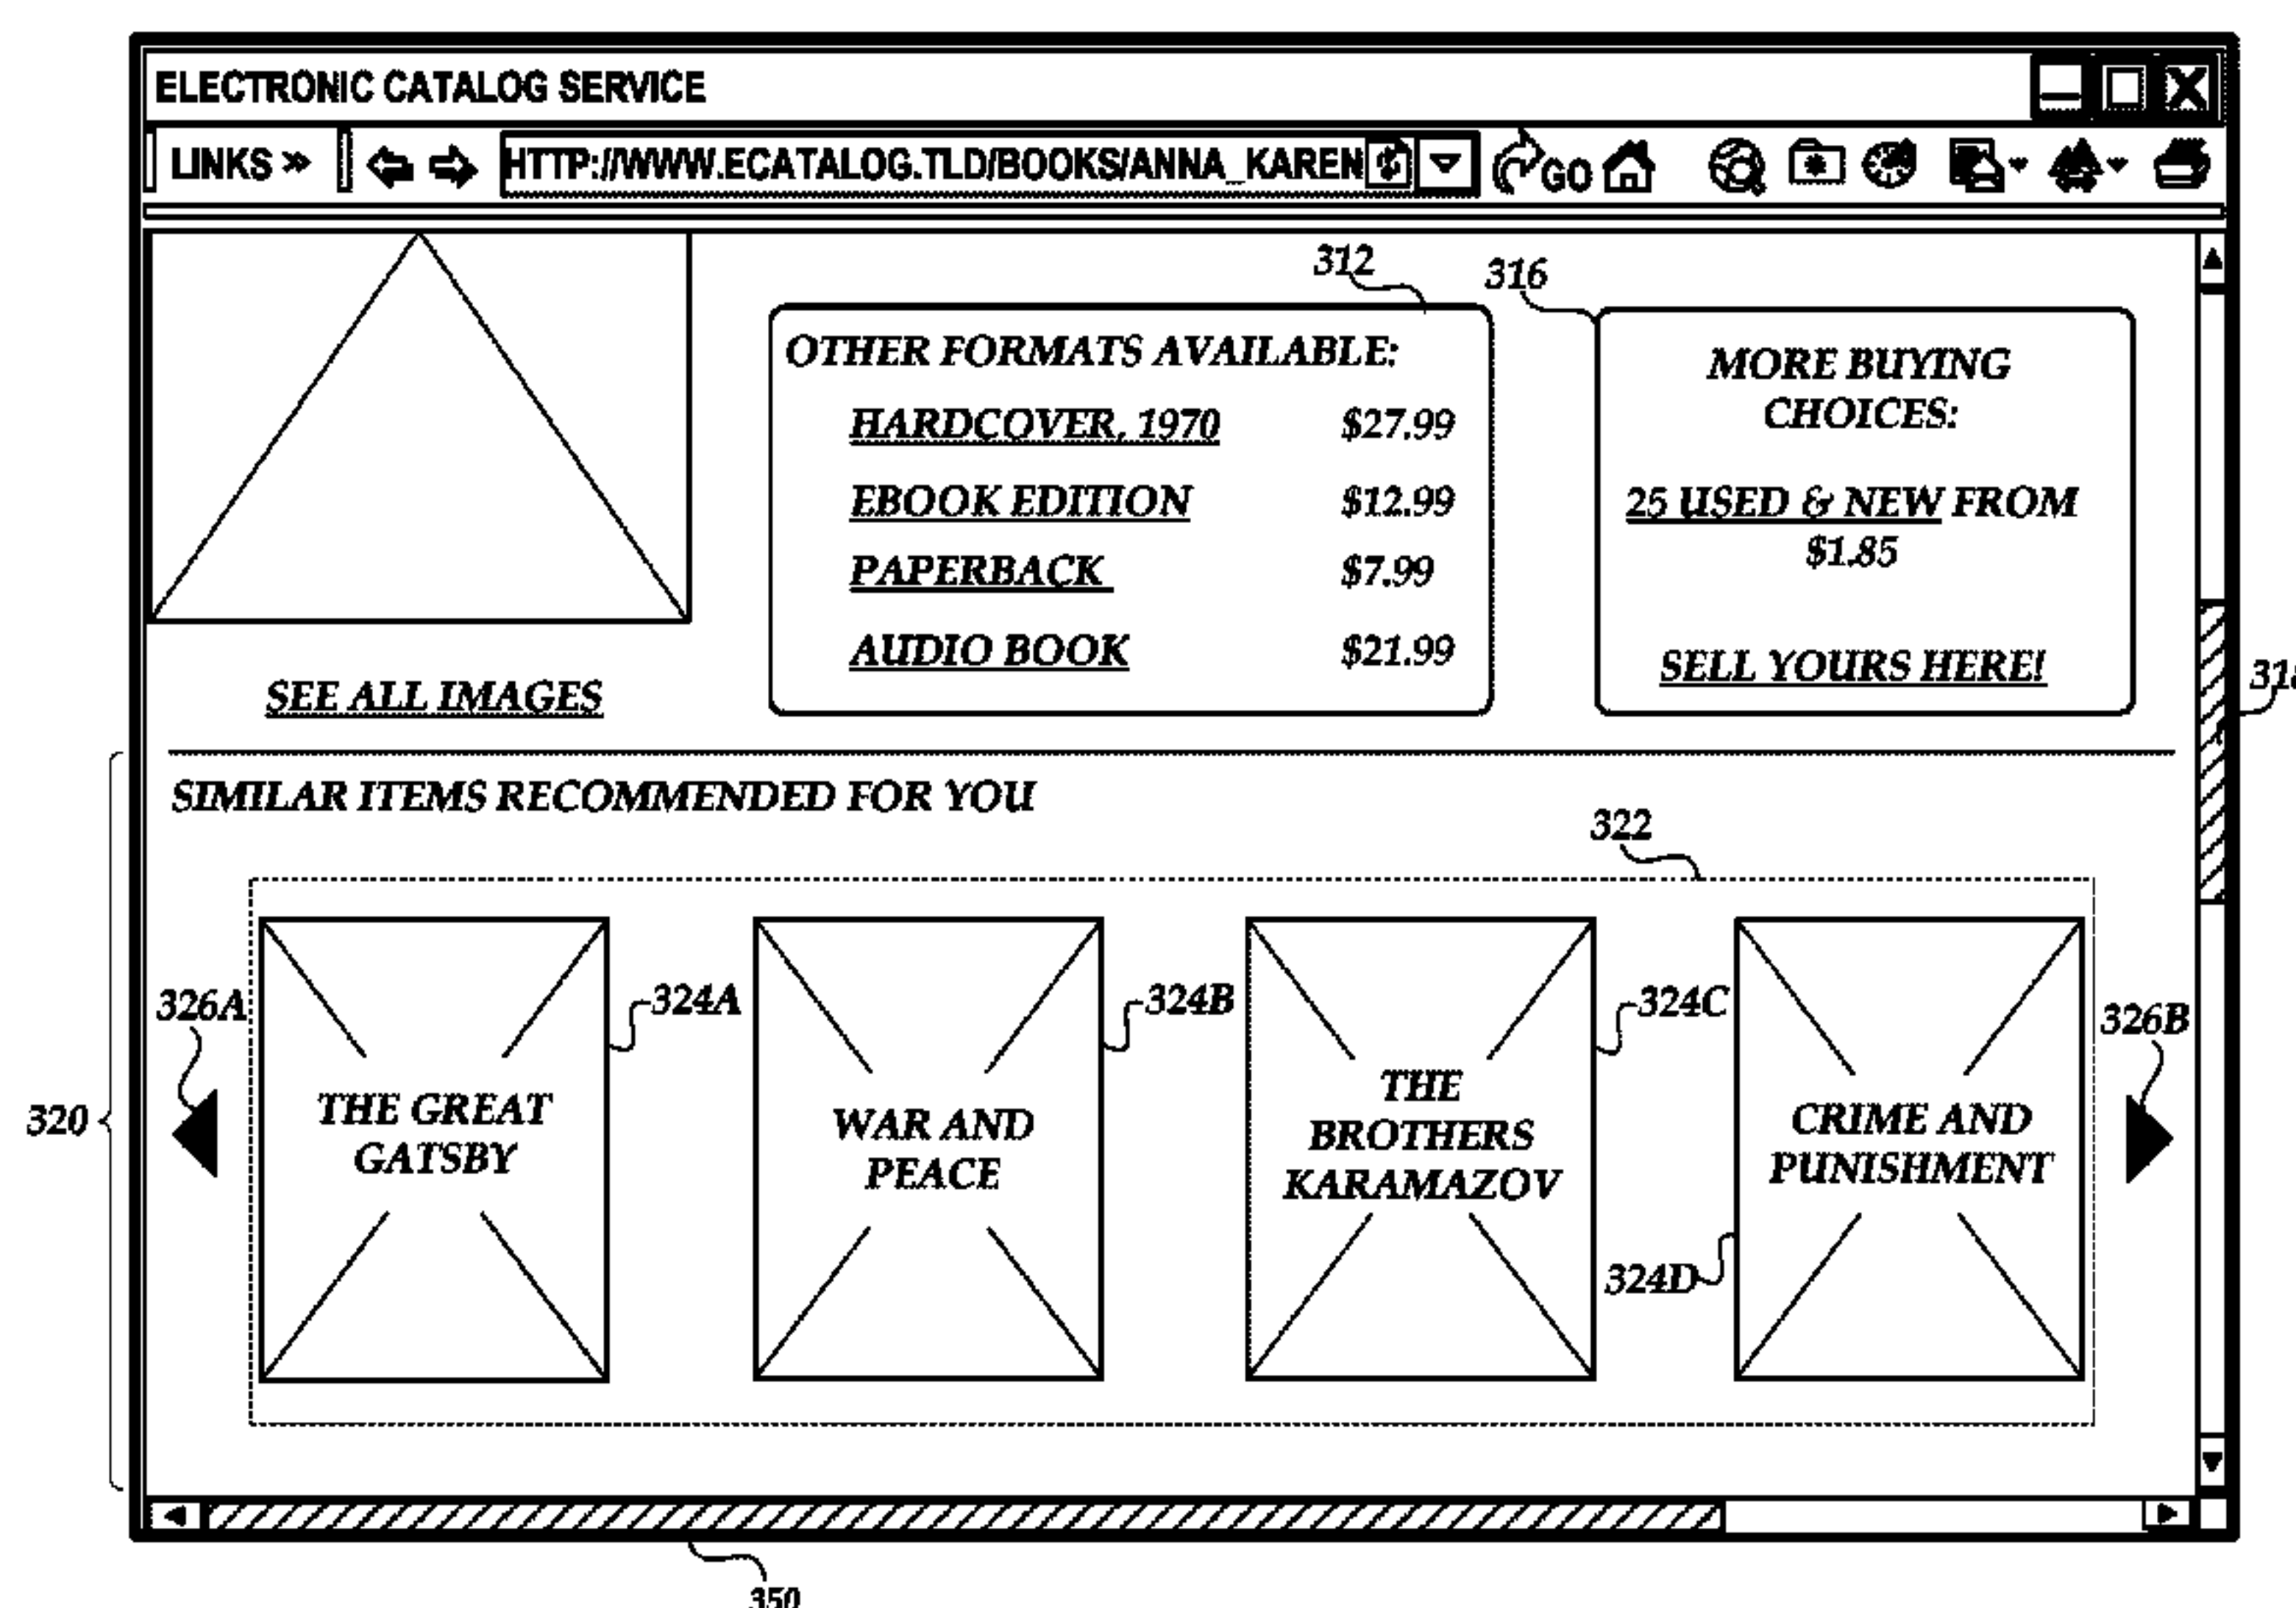 ELECTRONIC CATALOG SERVICE
LINKS »
HTTP://WWW.ECATALOG.TLD/BOOKS/ANNA_KAREN
GO
312
316
OTHER FORMATS AVAILABLE:
HARDCOVER, 1970 $27.99
EBOOK EDITION $12.99
PAPERBACK $7.99
AUDIO BOOK $21.99
MORE BUYING
CHOICES:
25 USED & NEW FROM
$1.85
SELL YOURS HERE!
318
SEE ALL IMAGES
SIMILAR ITEMS RECOMMENDED FOR YOU
322
320
326A
324A
324B
324C
324D
326B
THE GREAT
GATSBY
WAR AND
PEACE
THE
BROTHERS
KARAMAZOV
CRIME AND
PUNISHMENT
350